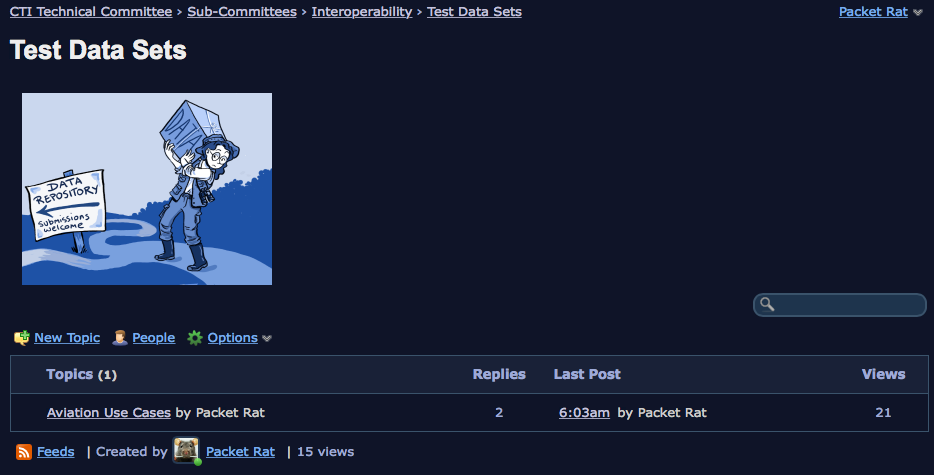 CTI Technical Committee › Sub-Committees › Interoperability › Test Data Sets
Packet Rat
Test Data Sets
DATA
DATA
REPOSITORY
submissions
welcome
New Topic People Options
Topics (1) Replies Last Post Views
Aviation Use Cases by Packet Rat 2 6:03am by Packet Rat 21
Feeds | Created by Packet Rat | 15 views